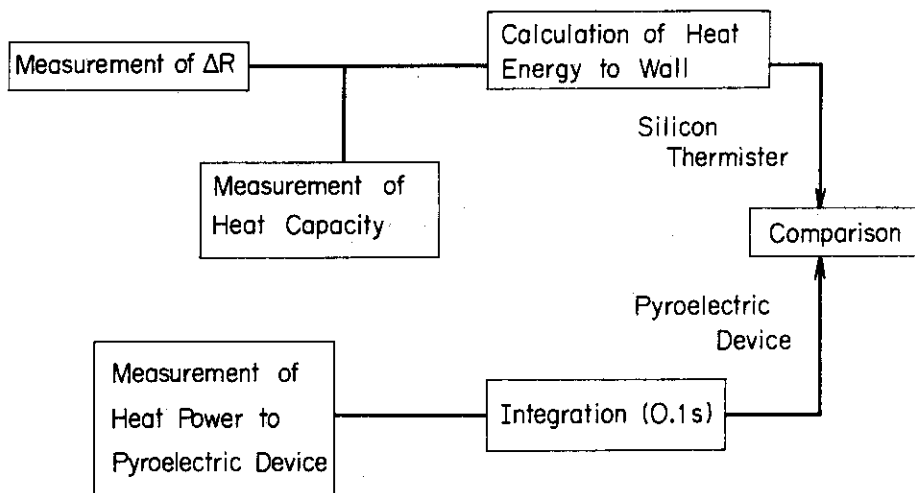 Measurement of ΔR
Calculation of Heat
Energy to Wall
Silicon
Thermister
Measurement of
Heat Capacity
Comparison
Pyroelectric
Device
Measurement of
Heat Power to
Pyroelectric Device
Integration (0.1s)